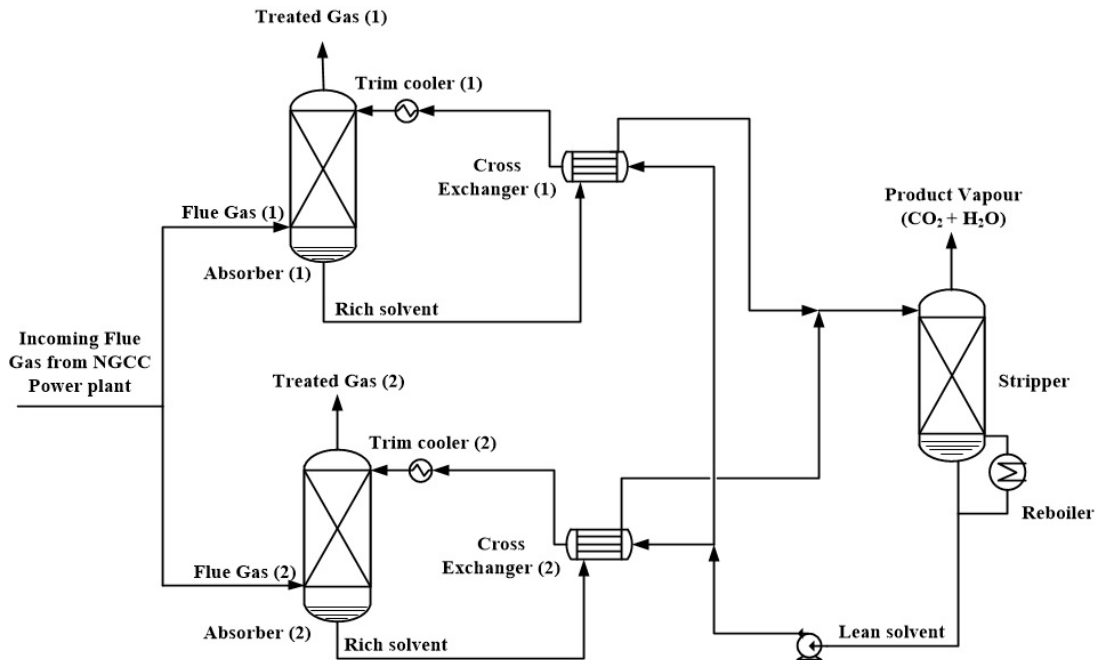 Treated Gas (1)
Trim cooler (1)
Cross
Exchanger (1)
Product Vapour
(CO₂ + H₂O)
Flue Gas (1)
Absorber (1)
Rich solvent
Incoming Flue
Gas from NGCC
Power plant
Treated Gas (2)
Stripper
Trim cooler (2)
Reboiler
Cross
Exchanger (2)
Flue Gas (2)
Absorber (2)
Rich solvent
Lean solvent